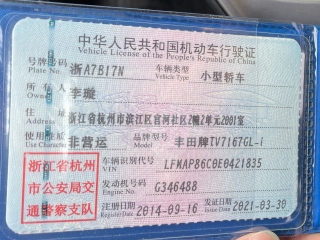 中华人民共和国机动车行驶证
Vehicle License of the People's Republic of China
号牌号码 浙A7B17N 车辆类型 小型轿车
Plate No. Vehicle Type
所有人 李璇
Owner
住址 浙江省杭州市滨江区官河社区2幢2单元2001室
使用性质 非营运 品牌型号 丰田牌TV7167GL-i
浙江省杭州市公安局交通警察支队
车辆识别代号 LFMAP86C0E0421835
VIN
发动机号码 G346488
Engine No.
注册日期 2014-09-16 发证日期 2021-03-30
Register Date Issue Date